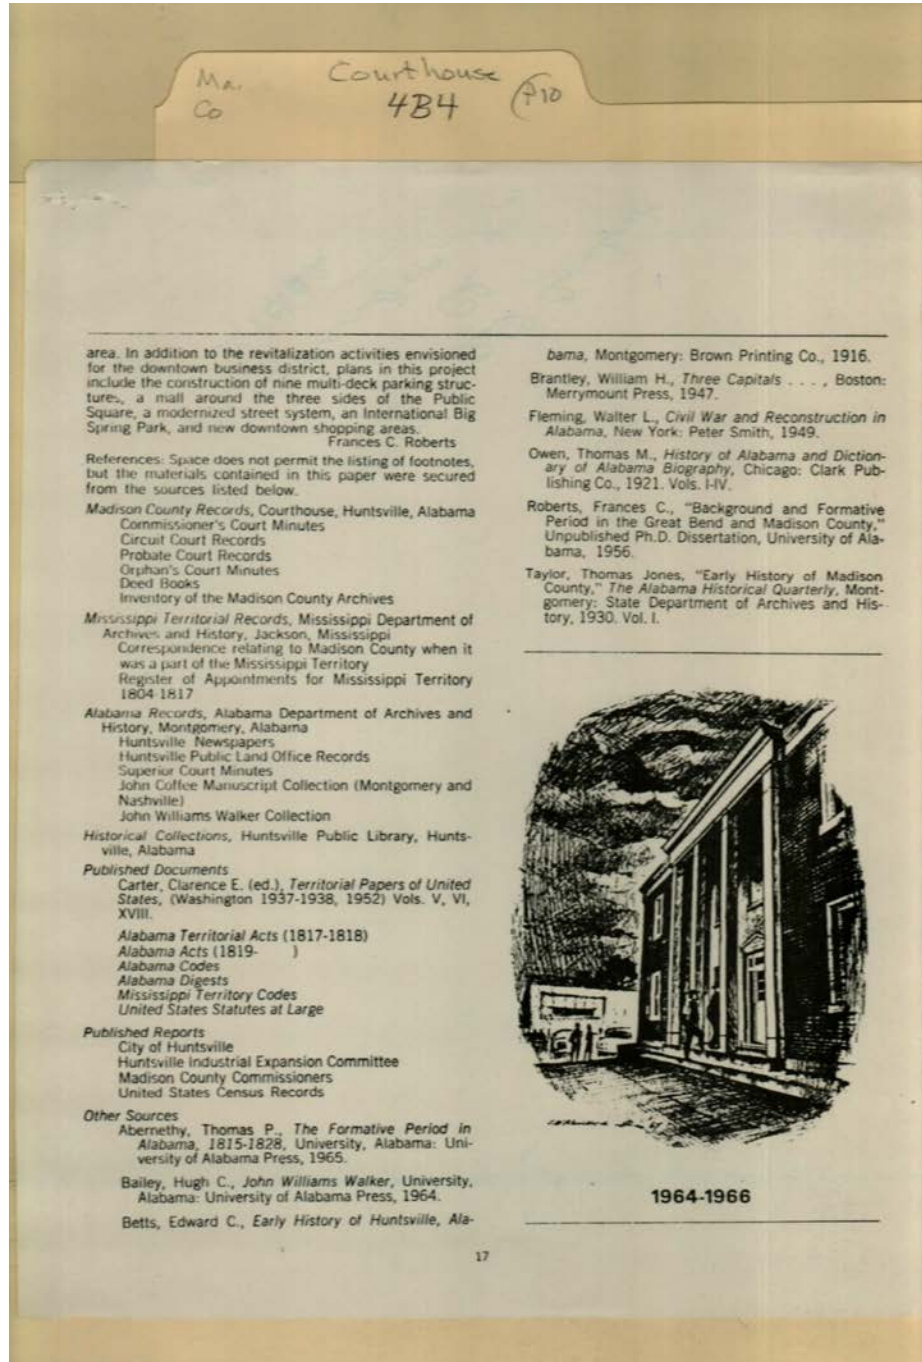 Ma. Courthouse
Co 4B4 P10
area. In addition to the revitalization activities envisioned
for the downtown business district, plans in this project
include the construction of nine multi-deck parking struc-
tures, a mall around the three sides of the Public
Square, a modernized street system, an International Big
Spring Park, and new downtown shopping areas.
Frances C. Roberts
References: Space does not permit the listing of footnotes,
but the materials contained in this paper were secured
from the sources listed below.
Madison County Records, Courthouse, Huntsville, Alabama
Commissioner's Court Minutes
Circuit Court Records
Probate Court Records
Orphan's Court Minutes
Deed Books
Inventory of the Madison County Archives
Mississippi Territorial Records, Mississippi Department of
Archives and History, Jackson, Mississippi
Correspondence relating to Madison County when it
was a part of the Mississippi Territory
Register of Appointments for Mississippi Territory
1804-1817
Alabama Records, Alabama Department of Archives and
History, Montgomery, Alabama
Huntsville Newspapers
Huntsville Public Land Office Records
Superior Court Minutes
John Coffee Manuscript Collection (Montgomery and
Nashville)
John Williams Walker Collection
Historical Collections, Huntsville Public Library, Hunts-
ville, Alabama
Published Documents
Carter, Clarence E. (ed.), Territorial Papers of United
States, (Washington 1937-1938, 1952) Vols. V, VI,
XVIII.
Alabama Territorial Acts (1817-1818)
Alabama Acts (1819- )
Alabama Codes
Alabama Digests
Mississippi Territory Codes
United States Statutes at Large
Published Reports
City of Huntsville
Huntsville Industrial Expansion Committee
Madison County Commissioners
United States Census Records
Other Sources
Abernethy, Thomas P., The Formative Period in
Alabama, 1815-1828, University, Alabama: Uni-
versity of Alabama Press, 1965.
Bailey, Hugh C., John Williams Walker, University,
Alabama: University of Alabama Press, 1964.
Betts, Edward C., Early History of Huntsville, Ala-
bama, Montgomery: Brown Printing Co., 1916.
Brantley, William H., Three Capitals . . . , Boston:
Merrymount Press, 1947.
Fleming, Walter L., Civil War and Reconstruction in
Alabama, New York: Peter Smith, 1949.
Owen, Thomas M., History of Alabama and Diction-
ary of Alabama Biography, Chicago: Clark Pub-
lishing Co., 1921. Vols. I-IV.
Roberts, Frances C., "Background and Formative
Period in the Great Bend and Madison County,"
Unpublished Ph.D. Dissertation, University of Ala-
bama, 1956.
Taylor, Thomas Jones, "Early History of Madison
County," The Alabama Historical Quarterly, Mont-
gomery: State Department of Archives and His-
tory, 1930. Vol. I.
1964-1966
17